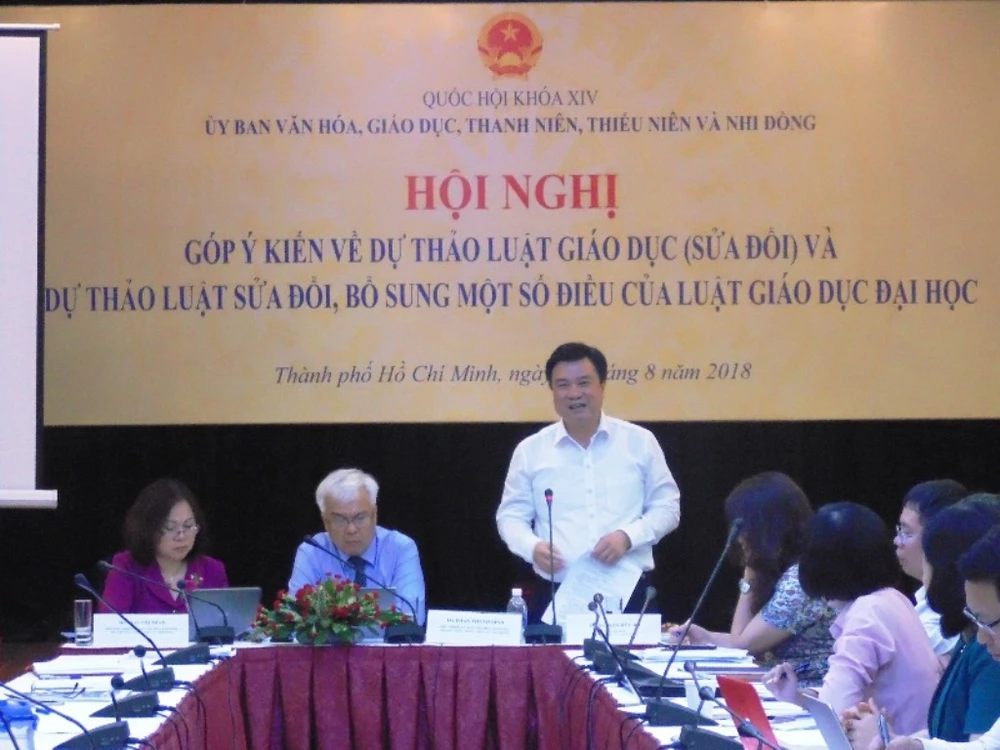 QUỐC HỘI KHÓA XIV
ỦY BAN VĂN HÓA, GIÁO DỤC, THANH NIÊN, THIẾU NIÊN VÀ NHI ĐỒNG
HỘI NGHỊ
GÓP Ý KIẾN VỀ DỰ THẢO LUẬT GIÁO DỤC (SỬA ĐỔI) VÀ
DỰ THẢO LUẬT SỬA ĐỔI, BỔ SUNG MỘT SỐ ĐIỀU CỦA LUẬT GIÁO DỤC ĐẠI HỌC
Thành phố Hồ Chí Minh, ngày áng 8 năm 2018